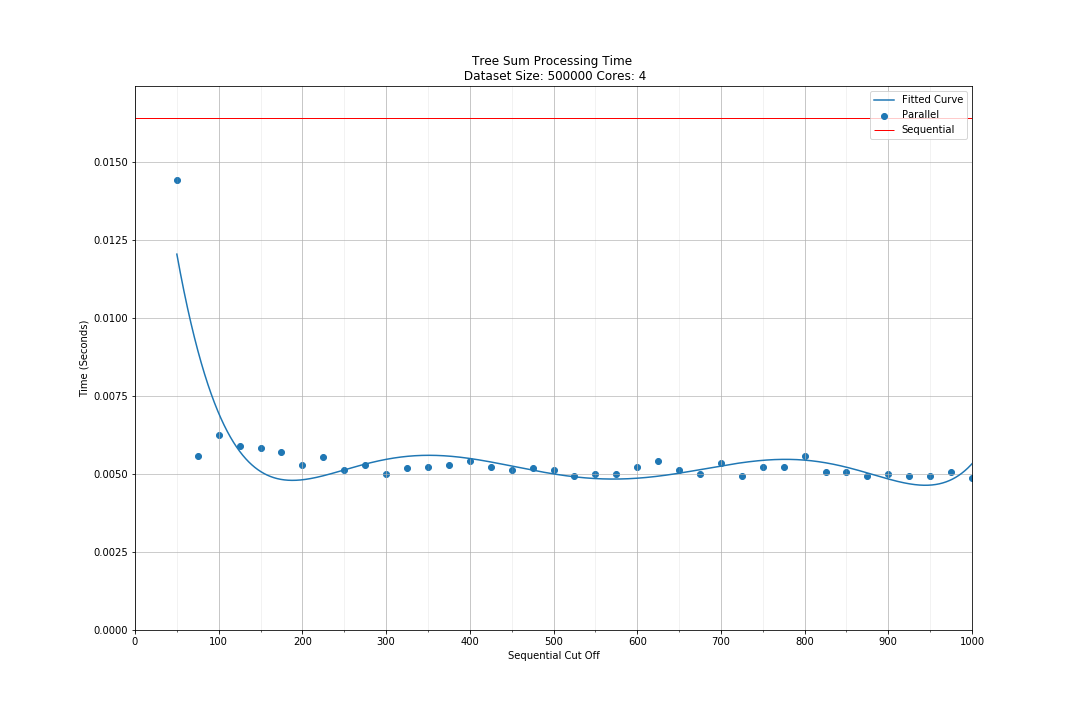 Tree Sum Processing Time
Dataset Size: 500000 Cores: 4
Fitted Curve
Parallel
Sequential
Time (Seconds)
0.0150
0.0125
0.0100
0.0075
0.0050
0.0025
0.0000
0 100 200 300 400 500 600 700 800 900 1000
Sequential Cut Off